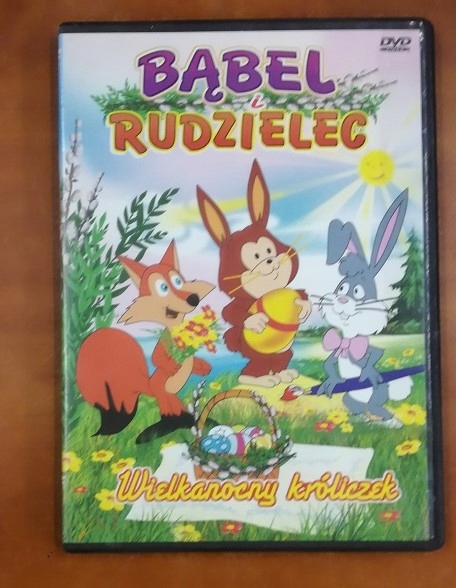 DVD
BĄBEL
i
RUDZIELEC
Wielkanocny króliczek